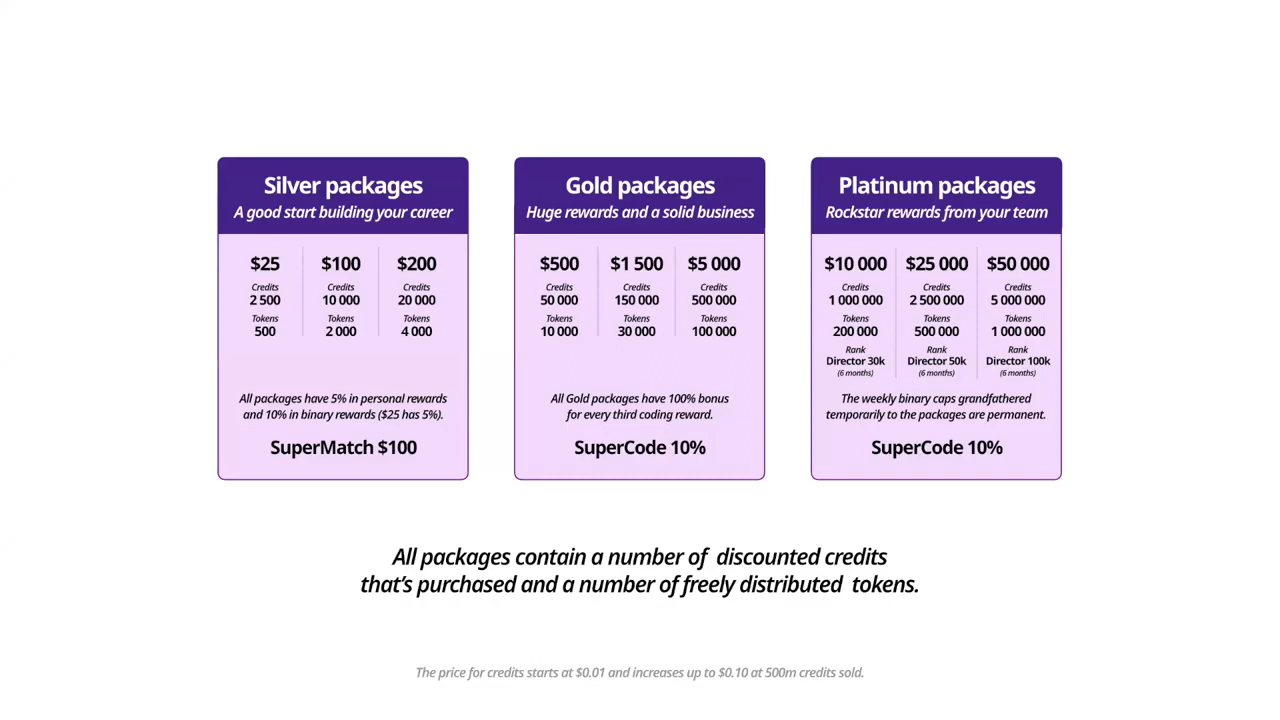 Silver packages
A good start building your career
$25 $100 $200
Credits Credits Credits
2 500 10 000 20 000
Tokens Tokens Tokens
500 2 000 4 000
All packages have 5% in personal rewards
and 10% in binary rewards ($25 has 5%).
SuperMatch $100
Gold packages
Huge rewards and a solid business
$500 $1 500 $5 000
Credits Credits Credits
50 000 150 000 500 000
Tokens Tokens Tokens
10 000 30 000 100 000
All Gold packages have 100% bonus
for every third coding reward.
SuperCode 10%
Platinum packages
Rockstar rewards from your team
$10 000 $25 000 $50 000
Credits Credits Credits
1 000 000 2 500 000 5 000 000
Tokens Tokens Tokens
200 000 500 000 1 000 000
Rank Rank Rank
Director 30k Director 50k Director 100k
(6 months) (6 months) (6 months)
The weekly binary caps grandfathered
temporarily to the packages are permanent.
SuperCode 10%
All packages contain a number of discounted credits
that's purchased and a number of freely distributed tokens.
The price for credits starts at $0.01 and increases up to $0.10 at 500m credits sold.